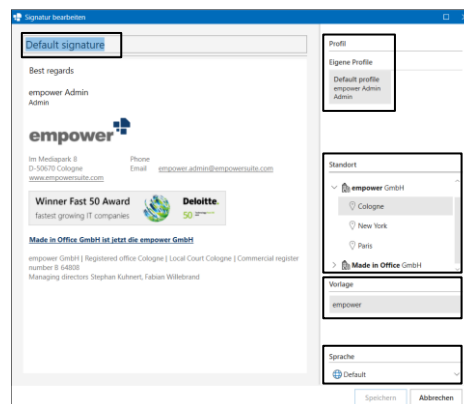 Signatur bearbeiten
Default signature
Best regards
empower Admin
Admin
empower
Im Mediapark 8 Phone
D-50670 Cologne Email empower.admin@empowersuite.com
www.empowersuite.com
Winner Fast 50 Award
fastest growing IT companies
Deloitte.
50
Made in Office GmbH ist jetzt die empower GmbH
empower GmbH | Registered office Cologne | Local Court Cologne | Commercial register
number B 64808
Managing directors Stephan Kuhnert, Fabian Willebrand
Profil
Eigene Profile
Default profile
empower Admin
Admin
Standort
empower GmbH
Cologne
New York
Paris
Made in Office GmbH
Vorlage
empower
Sprache
Default
Speichern Abbrechen